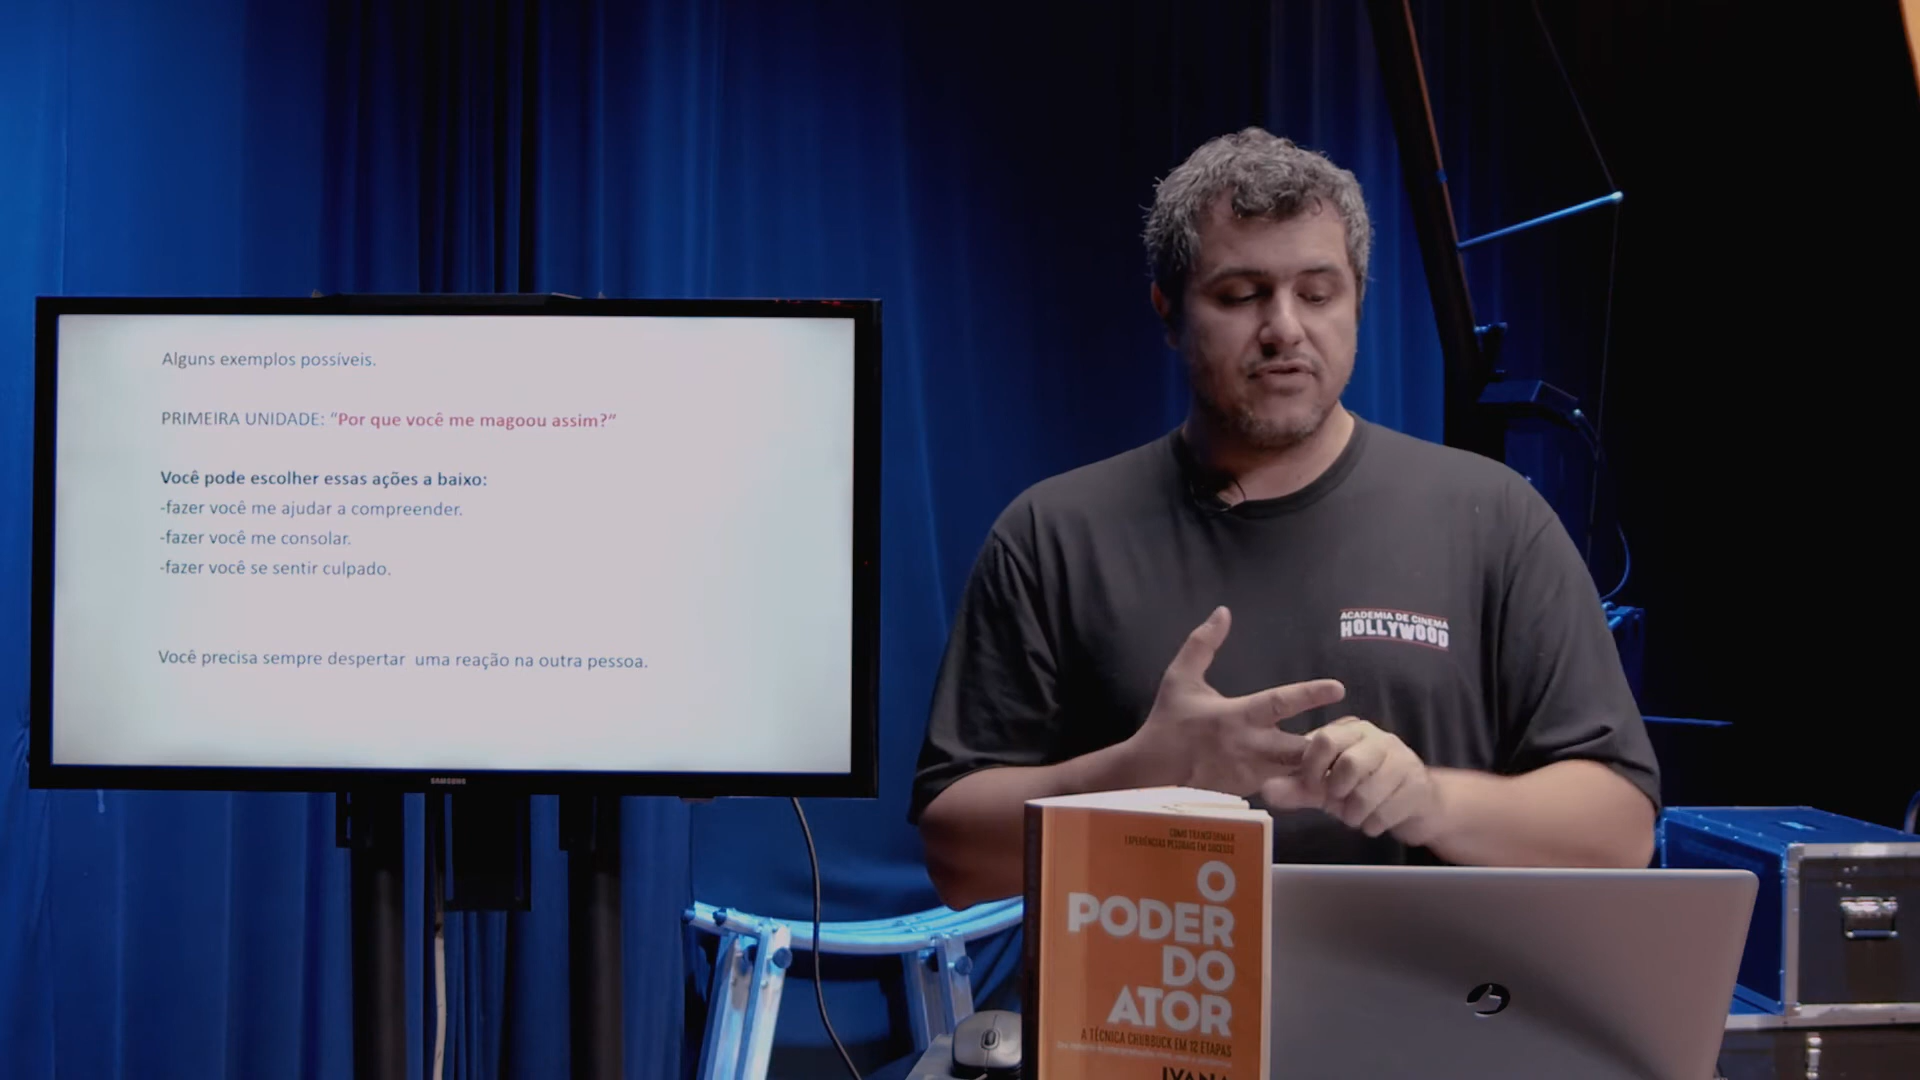 Alguns exemplos possíveis.
PRIMEIRA UNIDADE: “Por que você me magoou assim?”
Você pode escolher essas ações a baixo:
-fazer você me ajudar a compreender.
-fazer você me consolar.
-fazer você se sentir culpado.
Você precisa sempre despertar uma reação na outra pessoa.
SAMSUNG
ACADEMIA DE CINEMA
HOLLYWOOD
COMO TRANSFORMAR
EXPERIÊNCIAS PESSOAIS EM SUCESSO
O
PODER
DO
ATOR
A TÉCNICA CHUBBUCK EM 12 ETAPAS
IVANA